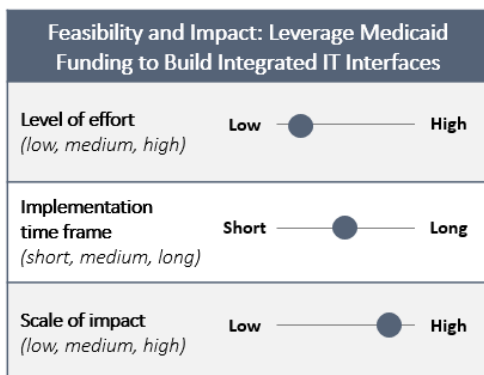 Feasibility and Impact: Leverage Medicaid
Funding to Build Integrated IT Interfaces
Level of effort
(low, medium, high)
Low
High
Implementation
time frame
(short, medium, long)
Short
Long
Scale of impact
(low, medium, high)
Low
High